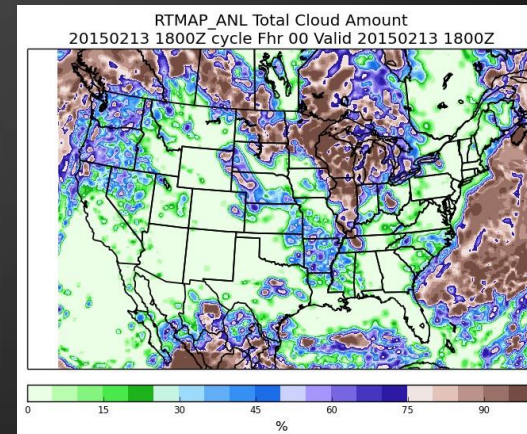 RTMAP_ANL Total Cloud Amount
20150213 1800Z cycle Fhr 00 Valid 20150213 1800Z
0 15 30 45 60 75 90
%